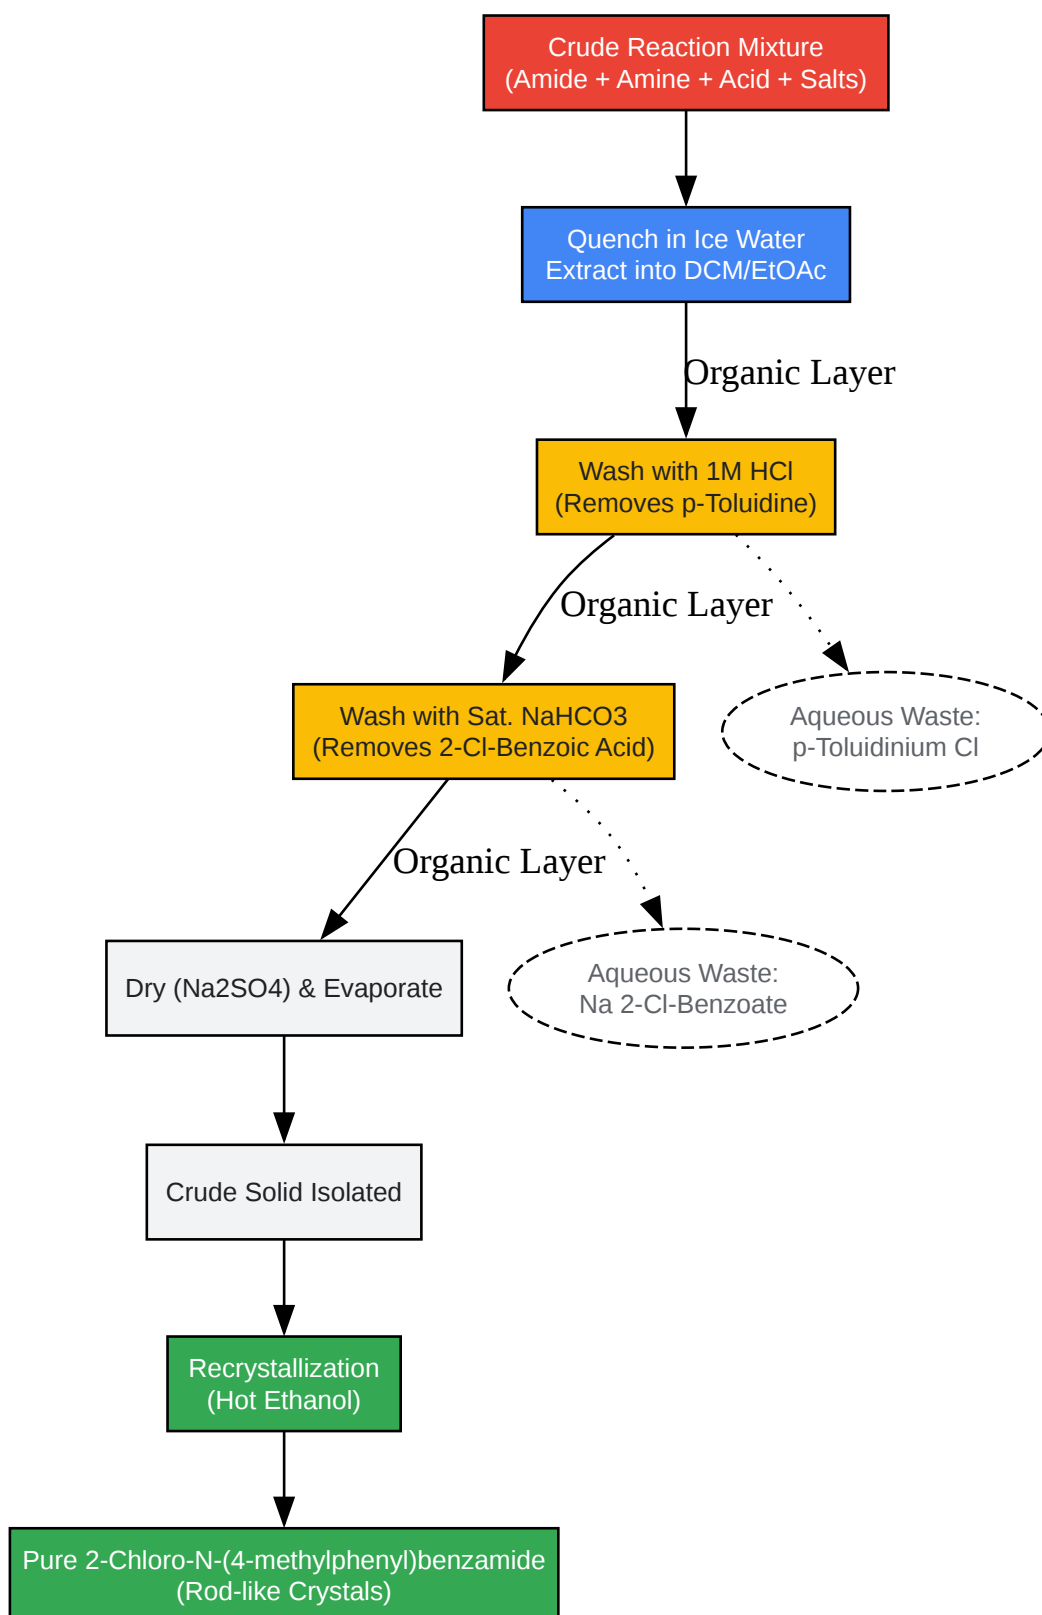 Crude Reaction Mixture
(Amide + Amine + Acid + Salts)
Quench in Ice Water
Extract into DCM/EtOAc
Organic Layer
Wash with 1M HCl
(Removes p-Toluidine)
Organic Layer
Wash with Sat. NaHCO3
(Removes 2-Cl-Benzoic Acid)
Aqueous Waste:
p-Toluidinium Cl
Organic Layer
Dry (Na2SO4) & Evaporate
Aqueous Waste:
Na 2-Cl-Benzoate
Crude Solid Isolated
Recrystallization
(Hot Ethanol)
Pure 2-Chloro-N-(4-methylphenyl)benzamide
(Rod-like Crystals)